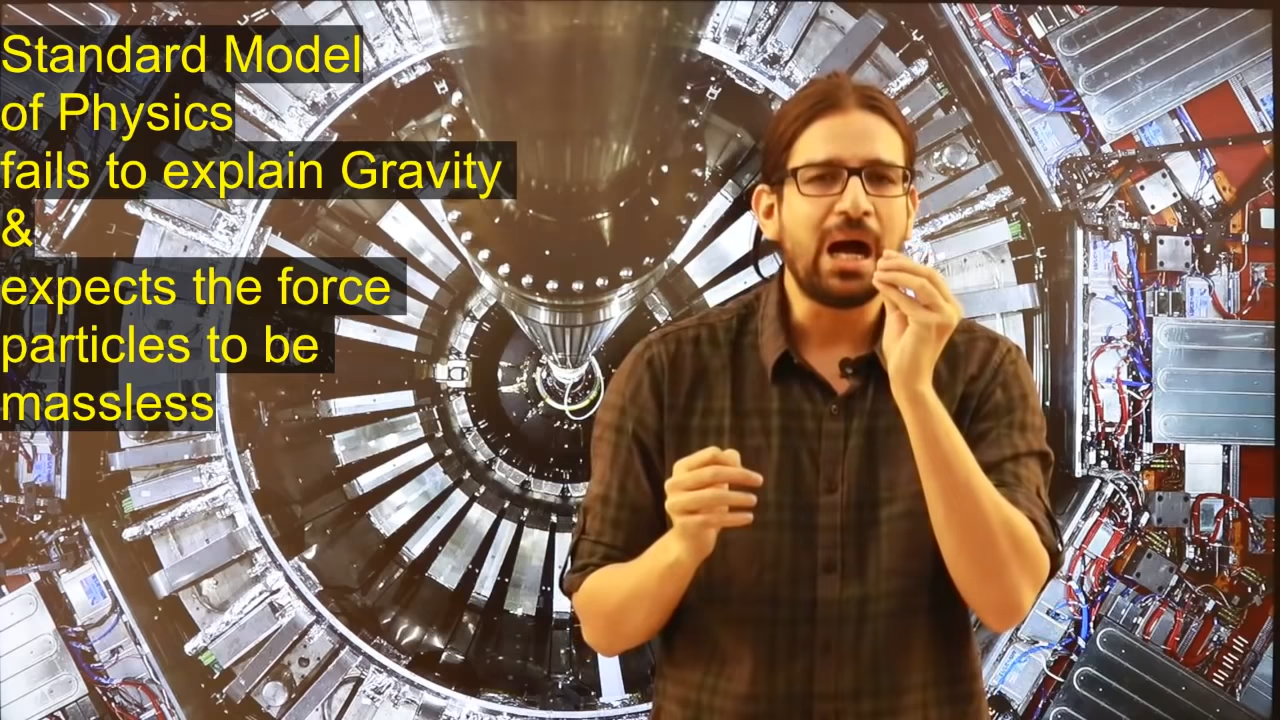 Standard Model
of Physics
fails to explain Gravity
&
expects the force
particles to be
massless